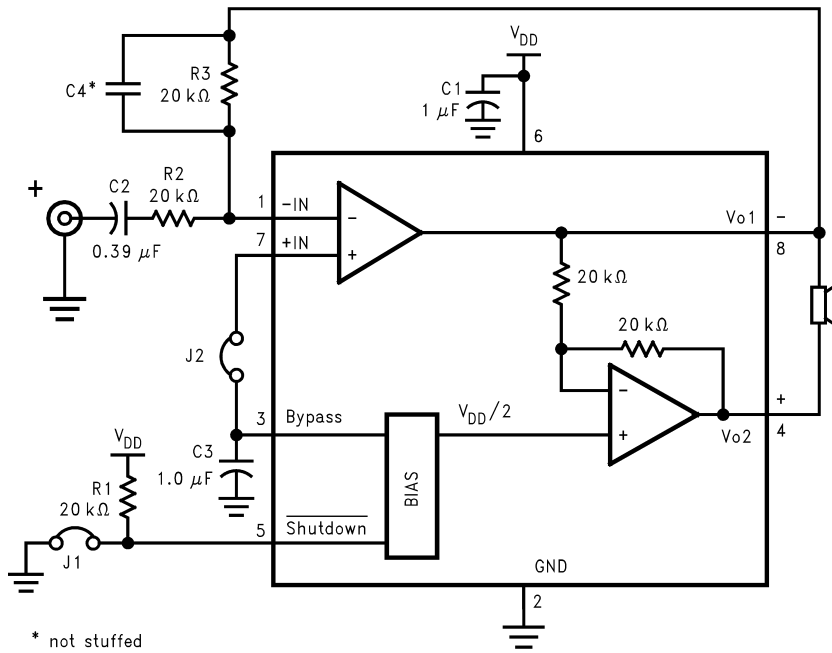 V_DD
R3
20 kΩ
C4*
C1
1 μF
6
+
C2
0.39 μF
R2
20 kΩ
1
-IN
7
+IN
-
+
Vo1
-
8
20 kΩ
20 kΩ
J2
3
Bypass
V_DD/2
-
+
+
4
Vo2
C3
1.0 μF
BIAS
V_DD
R1
20 kΩ
5
Shutdown
J1
GND
2
* not stuffed